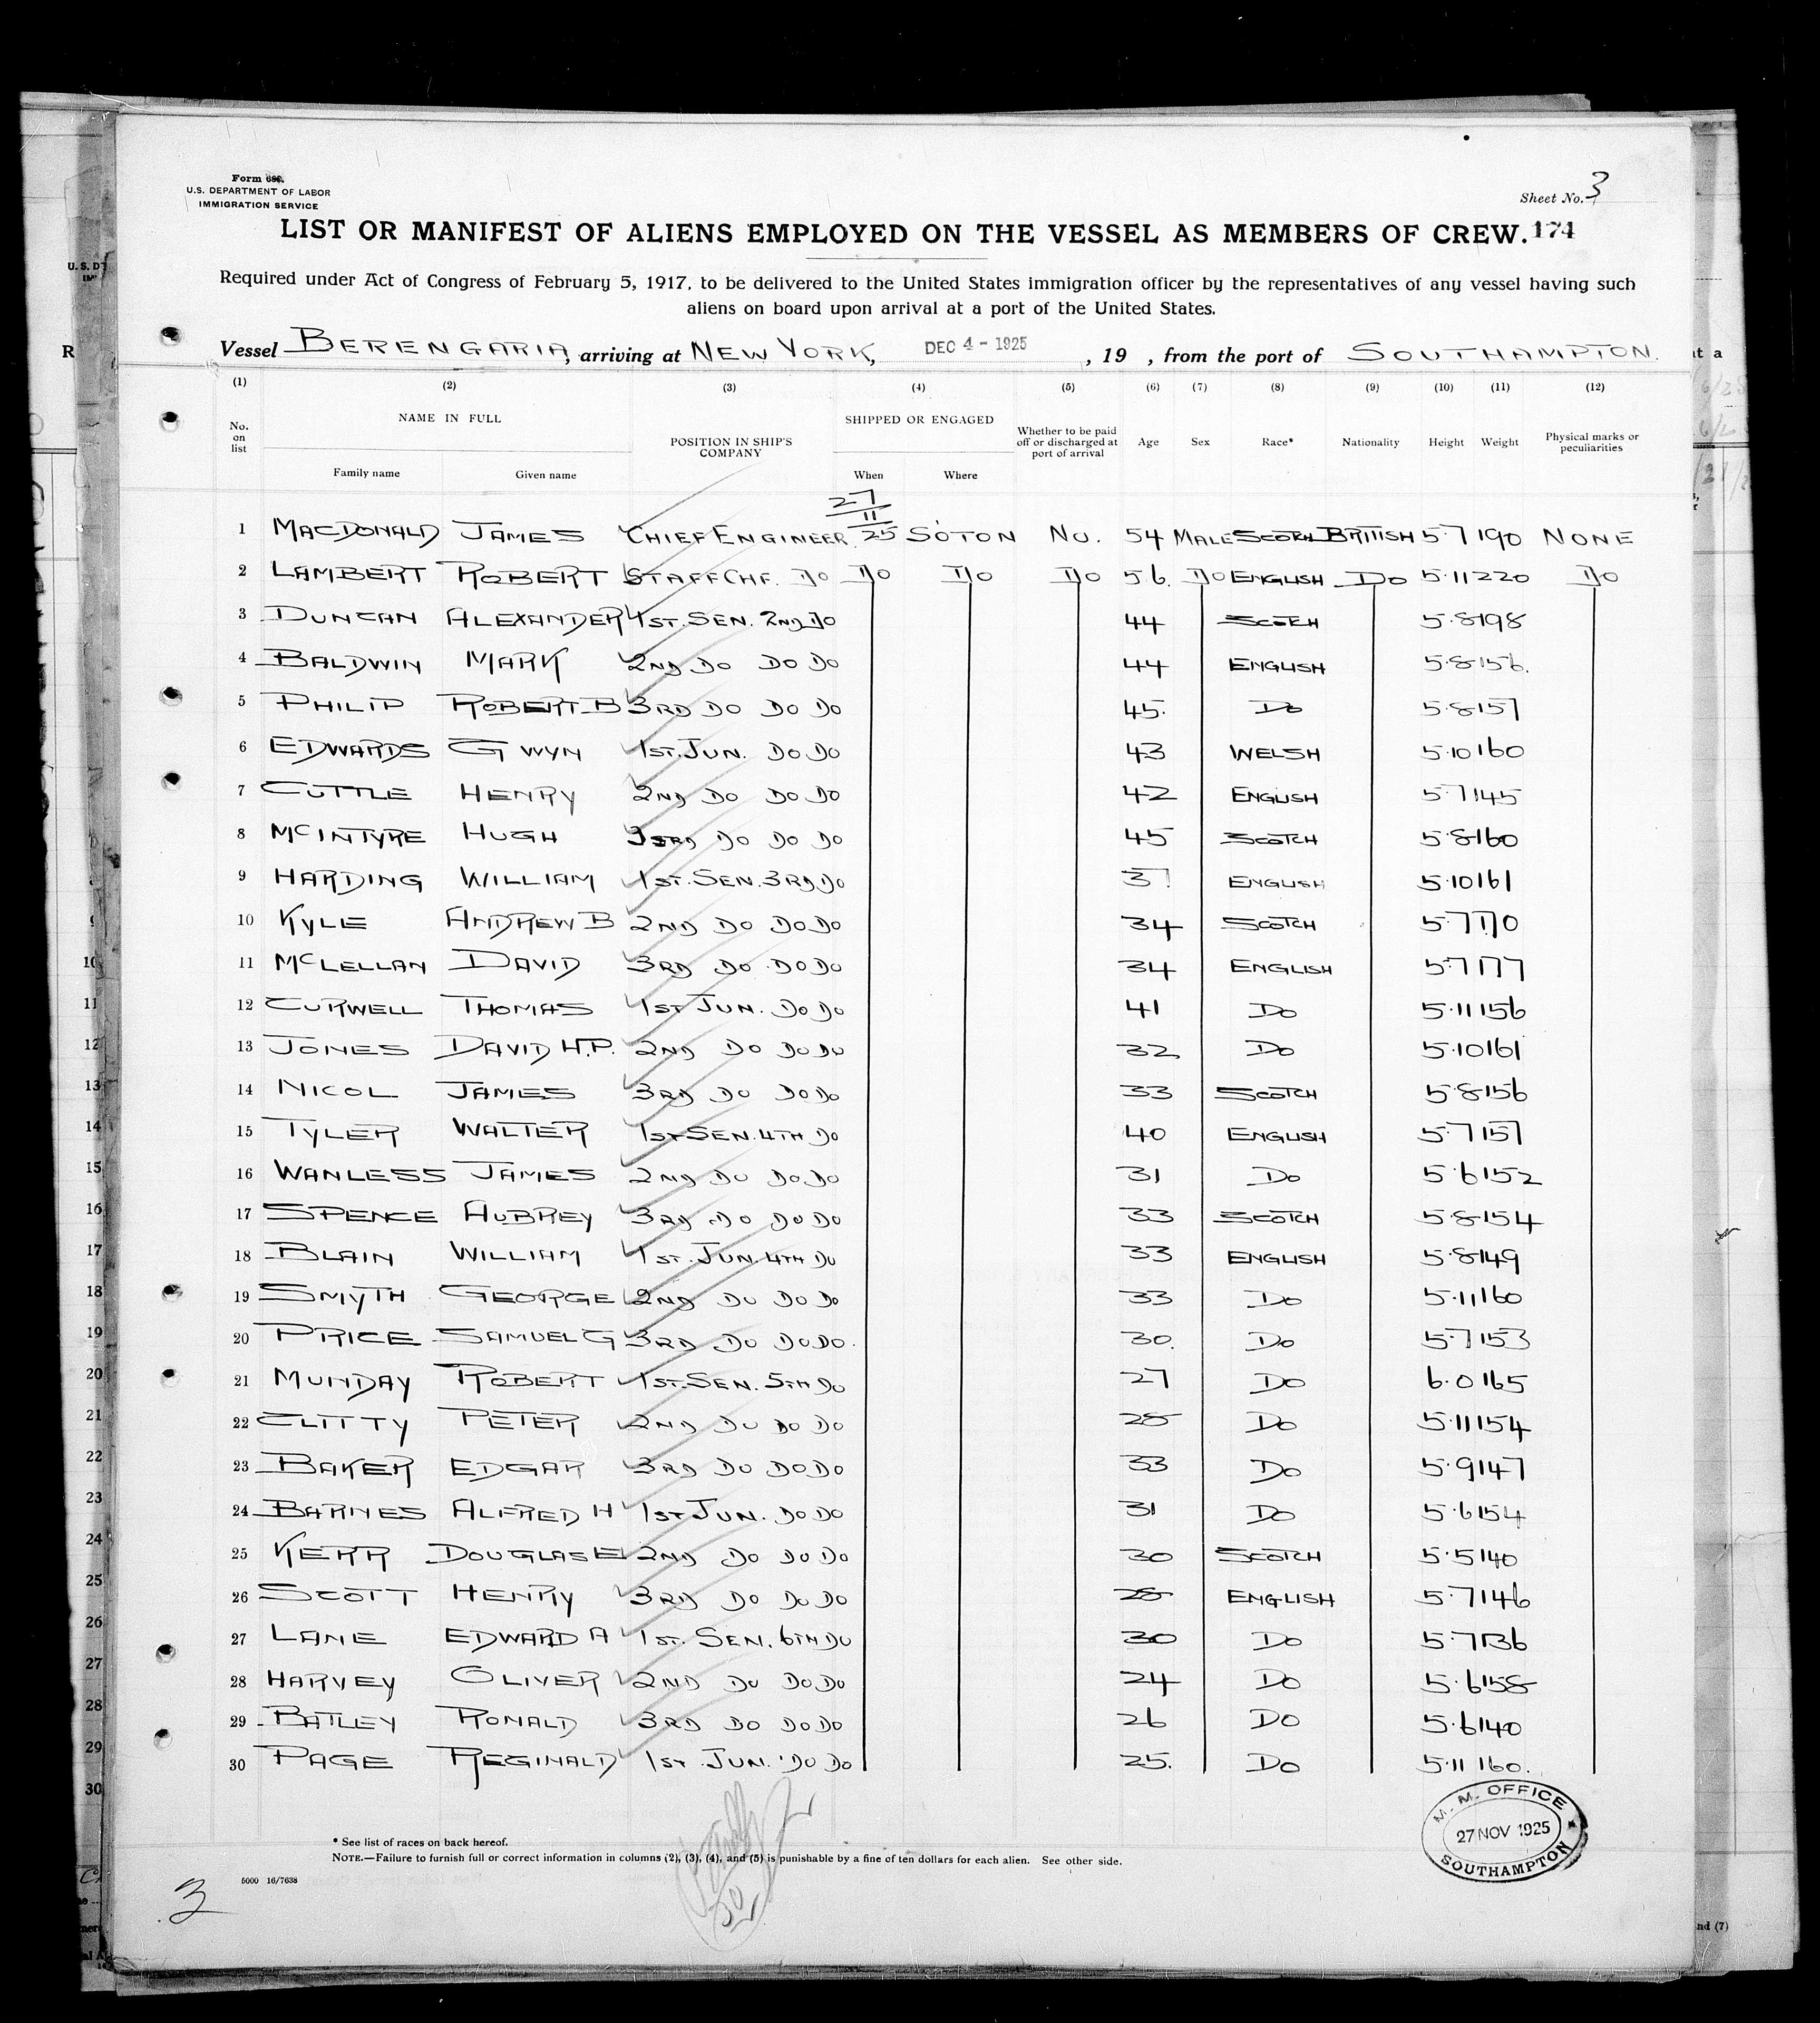 Form 689.
U.S. DEPARTMENT OF LABOR
IMMIGRATION SERVICE
Sheet No. 3
LIST OR MANIFEST OF ALIENS EMPLOYED ON THE VESSEL AS MEMBERS OF CREW. 174
Required under Act of Congress of February 5, 1917, to be delivered to the United States immigration officer by the representatives of any vessel having such
aliens on board upon arrival at a port of the United States.
Vessel BERENGARIA, arriving at NEW YORK, DEC 4 - 1925, 19 , from the port of SOUTHAMPTON.
(1) (2) (3) (4) (5) (6) (7) (8) (9) (10) (11) (12)
No. on list NAME IN FULL Family name Given name POSITION IN SHIP'S COMPANY SHIPPED OR ENGAGED When Where Whether to be paid off or discharged at port of arrival Age Sex Race* Nationality Height Weight Physical marks or peculiarities
1 MACDONALD JAMES CHIEF ENGINEER 27/11 25 SOTON NO. 54 MALE SCOTCH BRITISH 5.7 190 NONE
2 LAMBERT ROBERT STAFF CHF. DO DO DO DO 56. DO ENGLISH DO 5.11 220 DO
3 DUNCAN ALEXANDER 1ST. SEN. 2ND DO 44 SCOTCH 5.8 198
4 BALDWIN MARK 2ND DO DO DO 44 ENGLISH 5.8 156.
5 PHILIP ROBERT B 3RD DO DO DO 45. DO 5.8 157
6 EDWARDS GWYN 1ST. JUN. DO DO 43 WELSH 5.10 160
7 CUTTLE HENRY 2ND DO DO DO 42 ENGLISH 5.7 145
8 MCINTYRE HUGH 3RD DO DO DO 45 SCOTCH 5.8 160
9 HARDING WILLIAM 1ST. SEN. 3RD DO 37 ENGLISH 5.10 161
10 KYLE ANDREW B 2ND DO DO DO 34 SCOTCH 5.7 170
11 MCLELLAN DAVID 3RD DO DO DO 34 ENGLISH 5.7 177
12 CURWELL THOMAS 1ST JUN. DO DO 41 DO 5.11 156
13 JONES DAVID H.P. 2ND DO DO DO 32 DO 5.10 161
14 NICOL JAMES 3RD DO DO DO 33 SCOTCH 5.8 156
15 TYLER WALTER 1ST SEN. 4TH DO 40 ENGLISH 5.7 157
16 WANLESS JAMES 2ND DO DO DO 31 DO 5.6 152
17 SPENCE AUBREY 3RD DO DO DO 33 SCOTCH 5.8 154
18 BLAIN WILLIAM 1ST. JUN. 4TH DO 33 ENGLISH 5.8 149
19 SMYTH GEORGE 2ND DO DO DO 33 DO 5.11 160
20 PRICE SAMUEL G 3RD DO DO DO. 30. DO 5.7 153
21 MUNDAY ROBERT 1ST. SEN. 5TH DO 27 DO 6.0 165
22 CLITTY PETER 2ND DO DO DO 28 DO 5.11 154
23 BAKER EDGAR 3RD DO DO DO 33 DO 5.9 147
24 BARNES ALFRED H 1ST JUN. DO DO 31 DO 5.6 154
25 KERR DOUGLAS E 2ND DO DO DO 30 SCOTCH 5.5 140
26 SCOTT HENRY 3RD DO DO DO 28 ENGLISH 5.7 146
27 LANE EDWARD A 1ST. SEN. 6TH DO 30 DO 5.7 136
28 HARVEY OLIVER 2ND DO DO DO 24 DO 5.6 158
29 BATLEY RONALD 3RD DO DO DO 26 DO 5.6 140
30 PAGE REGINALD 1ST JUN. DO DO 25. DO 5.11 160.
M. M. OFFICE
27 NOV 1925
SOUTHAMPTON
* See list of races on back hereof.
NOTE.—Failure to furnish full or correct information in columns (2), (3), (4), and (5) is punishable by a fine of ten dollars for each alien. See other side.
5000 16/7638
3